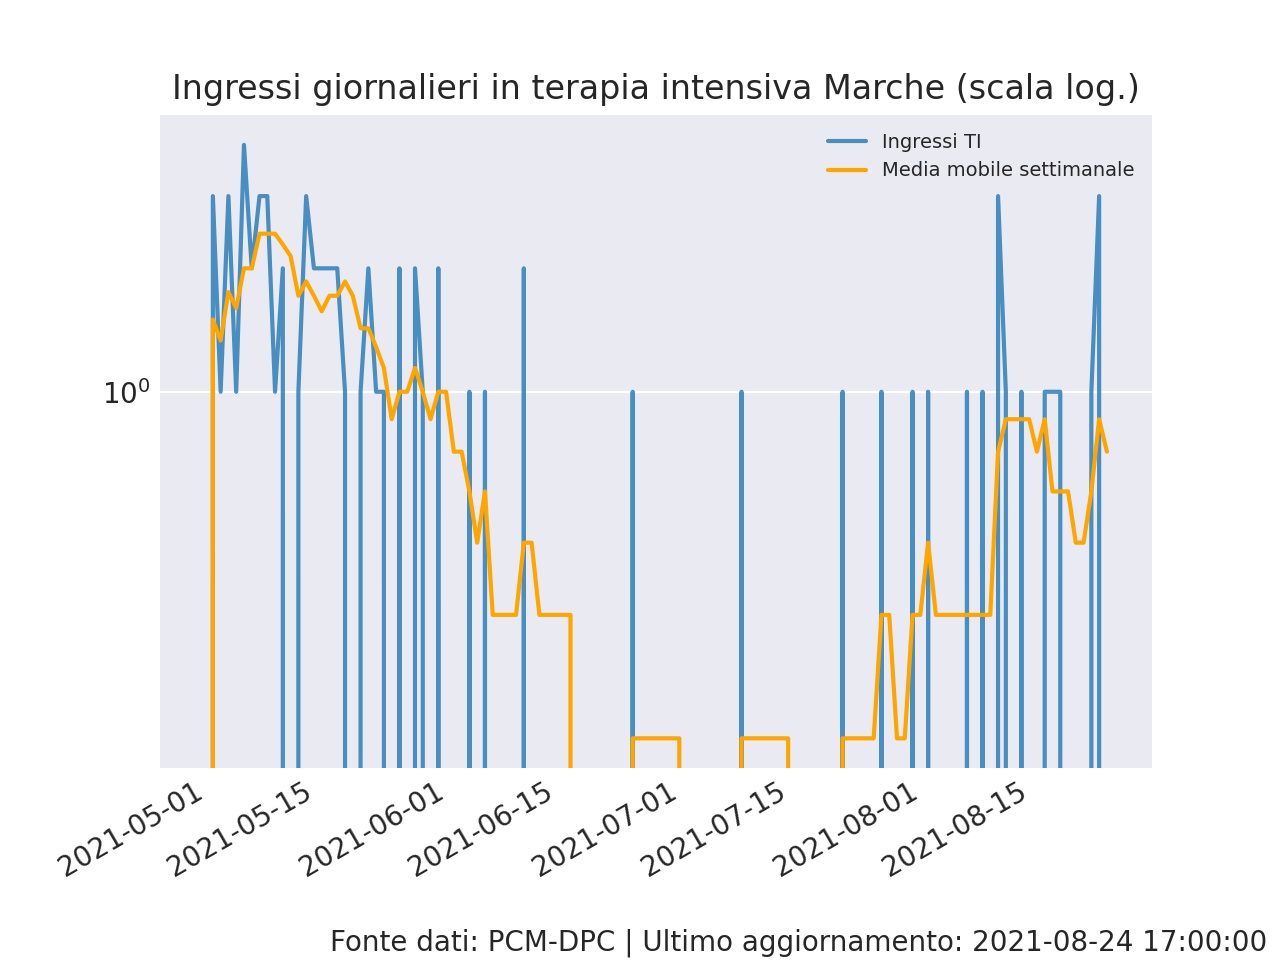 Ingressi giornalieri in terapia intensiva Marche (scala log.)
Ingressi TI
Media mobile settimanale
10⁰
2021-05-01
2021-05-15
2021-06-01
2021-06-15
2021-07-01
2021-07-15
2021-08-01
2021-08-15
Fonte dati: PCM-DPC | Ultimo aggiornamento: 2021-08-24 17:00:00